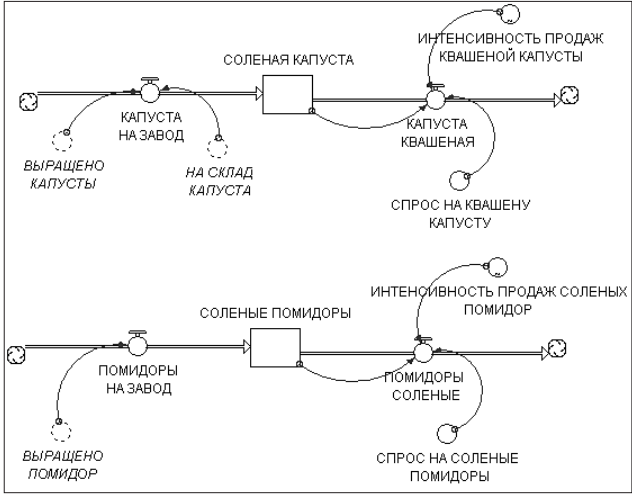 ИНТЕНСИВНОСТЬ ПРОДАЖ
КВАШЕНОЙ КАПУСТЫ
СОЛЕНАЯ КАПУСТА
КАПУСТА
НА ЗАВОД
КАПУСТА
КВАШЕНАЯ
ВЫРАЩЕНО
КАПУСТЫ
НА СКЛАД
КАПУСТА
СПРОС НА КВАШЕНУ
КАПУСТУ
ИНТЕНСИВНОСТЬ ПРОДАЖ СОЛЕНЫХ
ПОМИДОР
СОЛЕНЫЕ ПОМИДОРЫ
ПОМИДОРЫ
НА ЗАВОД
ПОМИДОРЫ
СОЛЕНЫЕ
ВЫРАЩЕНО
ПОМИДОР
СПРОС НА СОЛЕНЫЕ
ПОМИДОРЫ